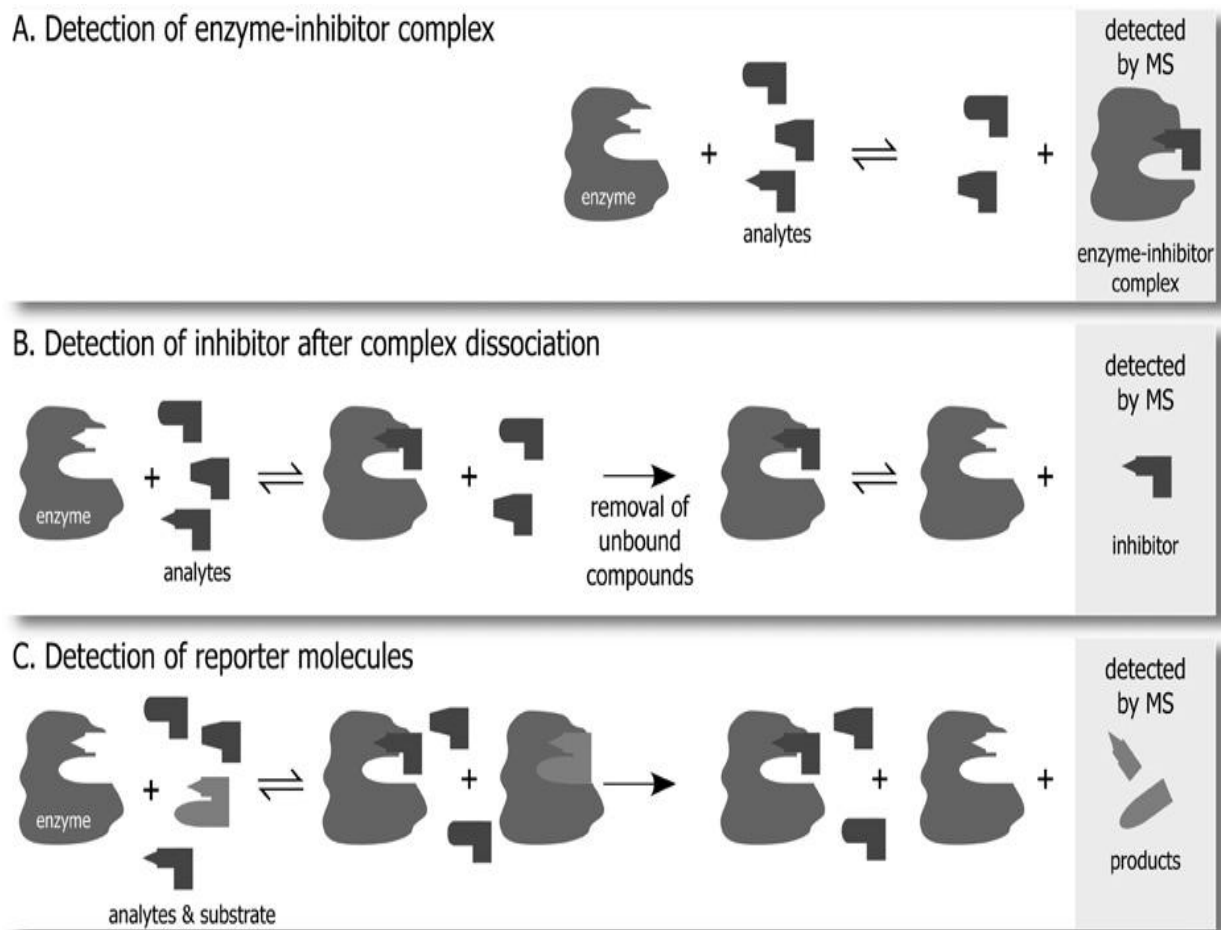 A. Detection of enzyme-inhibitor complex
detected
by MS
enzyme
+
analytes
+
enzyme-inhibitor
complex
B. Detection of inhibitor after complex dissociation
detected
by MS
enzyme
+
analytes
+
removal of
unbound
compounds
+
inhibitor
C. Detection of reporter molecules
detected
by MS
enzyme
+
analytes & substrate
+
+
+
products